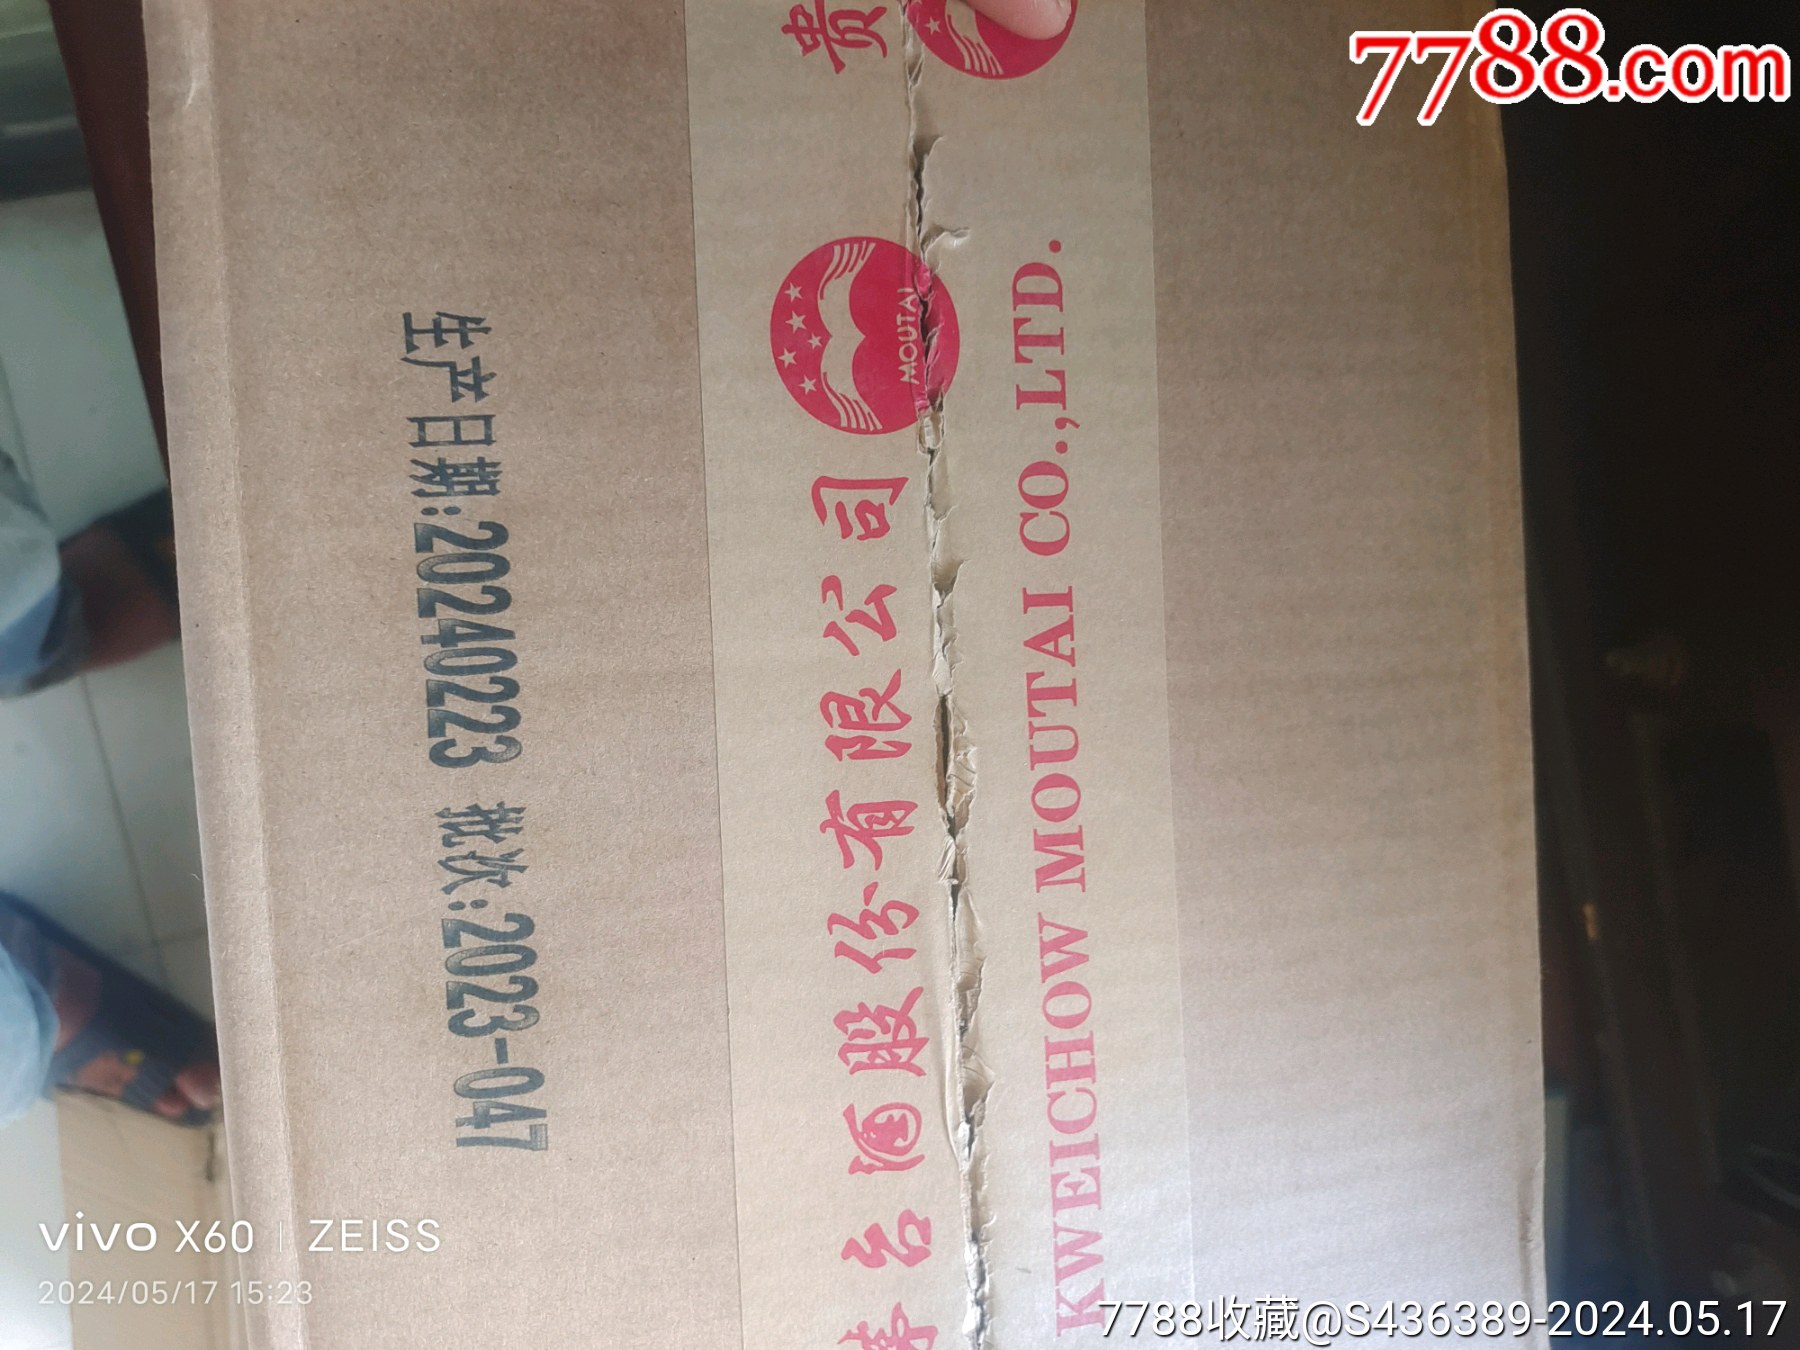 7788.com
贵
MOUTAI
茅台酒股份有限公司
KWEICHOW MOUTAI CO.,LTD.
生产日期:20240223 批次:2023-047
vivo X60 | ZEISS
2024/05/17 15:23
7788收藏@S436389-2024.05.17